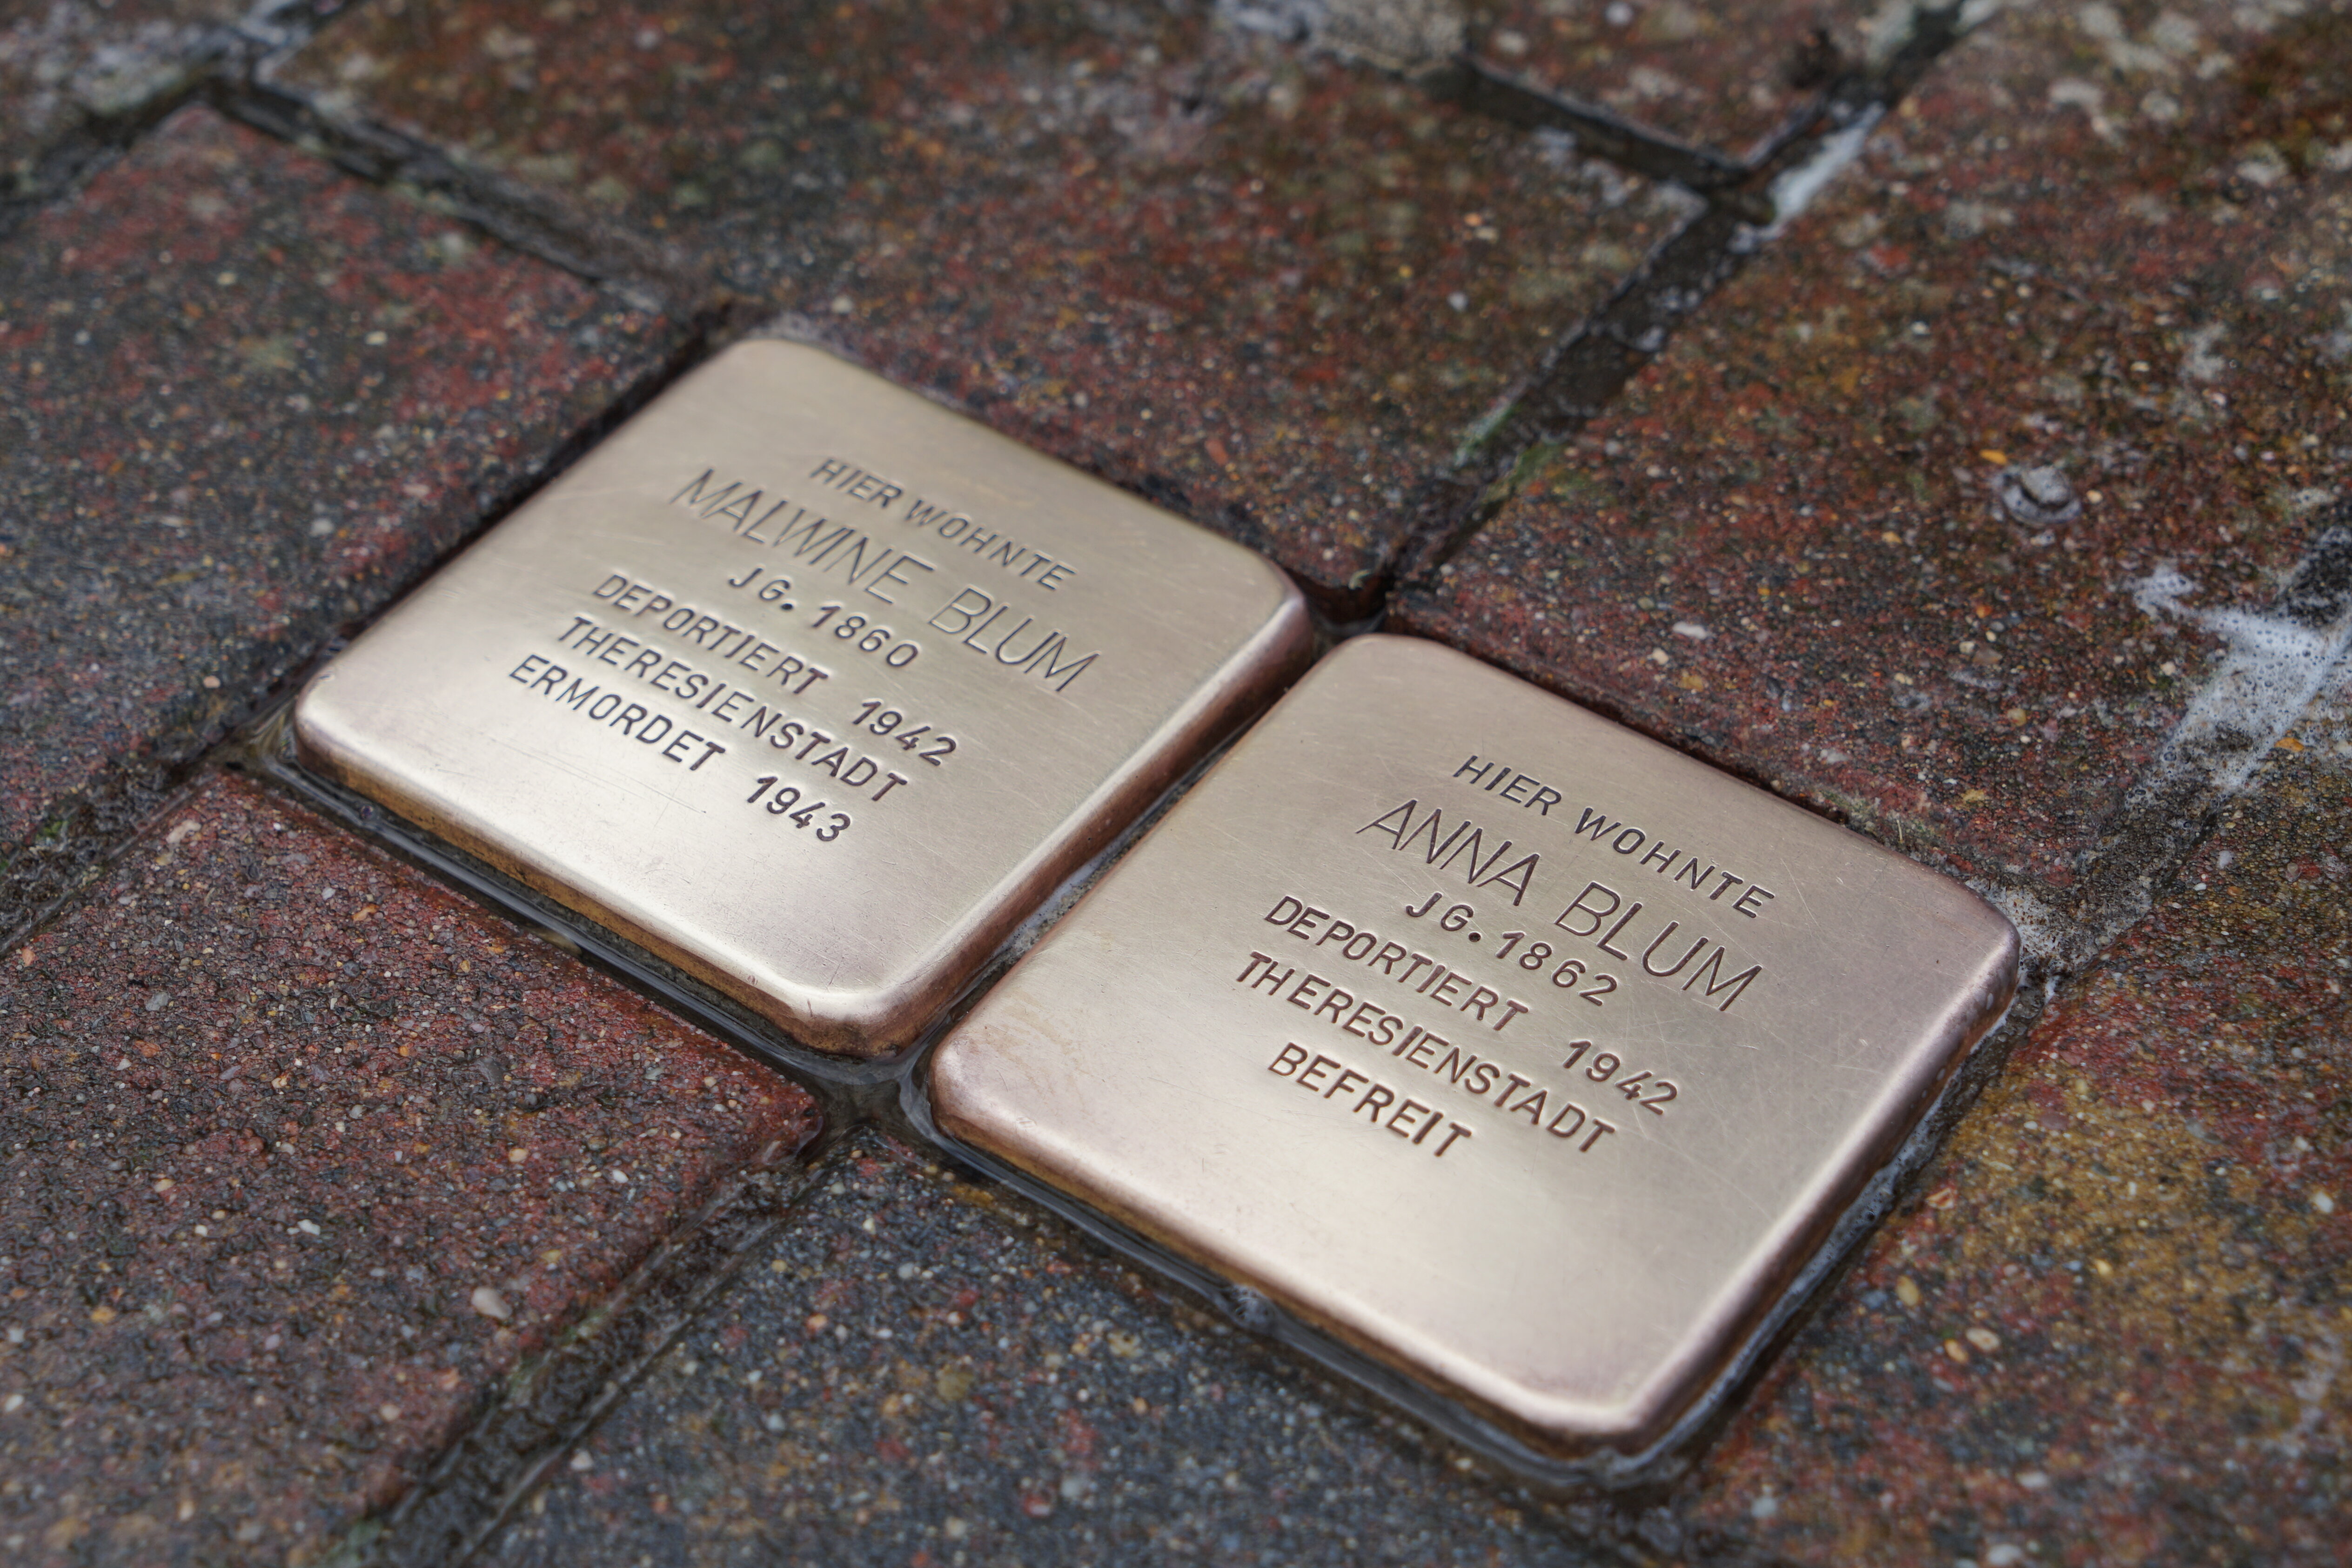 HIER WOHNTE
MALWINE BLUM
JG. 1860
DEPORTIERT 1942
THERESIENSTADT
ERMORDET 1943
HIER WOHNTE
ANNA BLUM
JG. 1862
DEPORTIERT 1942
THERESIENSTADT
BEFREIT